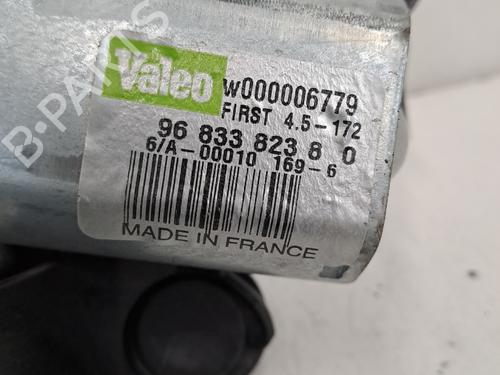 Valeo
W000006779
FIRST 4.5-172
96 833 823 8 0
6/A-00010 169-6
MADE IN FRANCE
B-PARTS